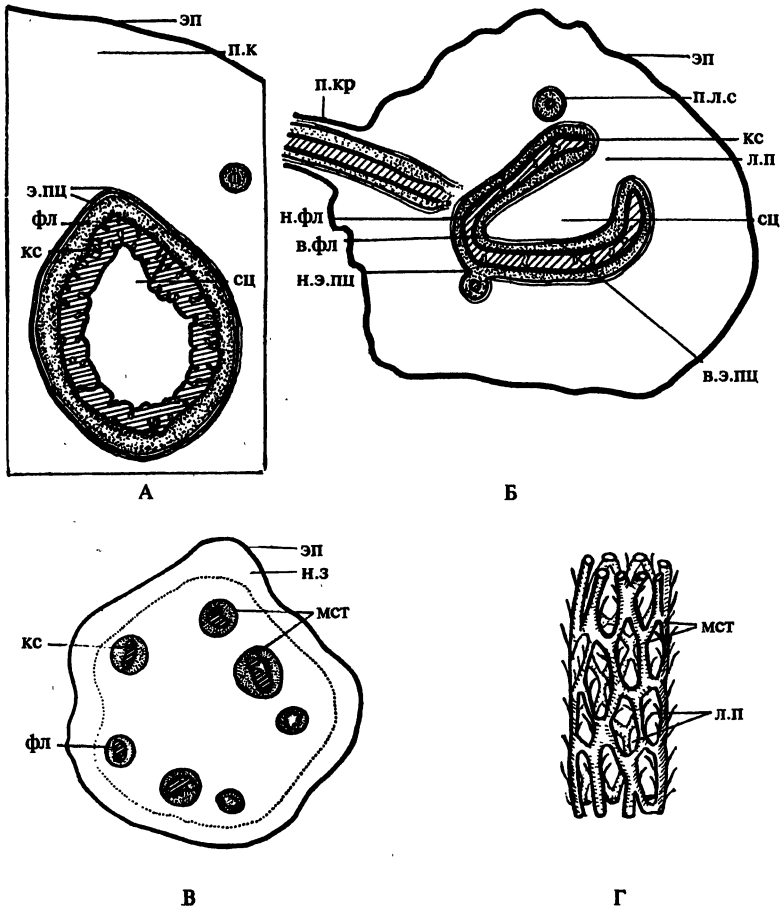 эп
п.к
э.пц
фл
кс
сц
А
п.кр
эп
п.л.с
кс
л.п
н.фл
сц
в.фл
н.э.пц
в.э.пц
Б
эп
н.з
мст
кс
фл
В
мст
л.п
Г